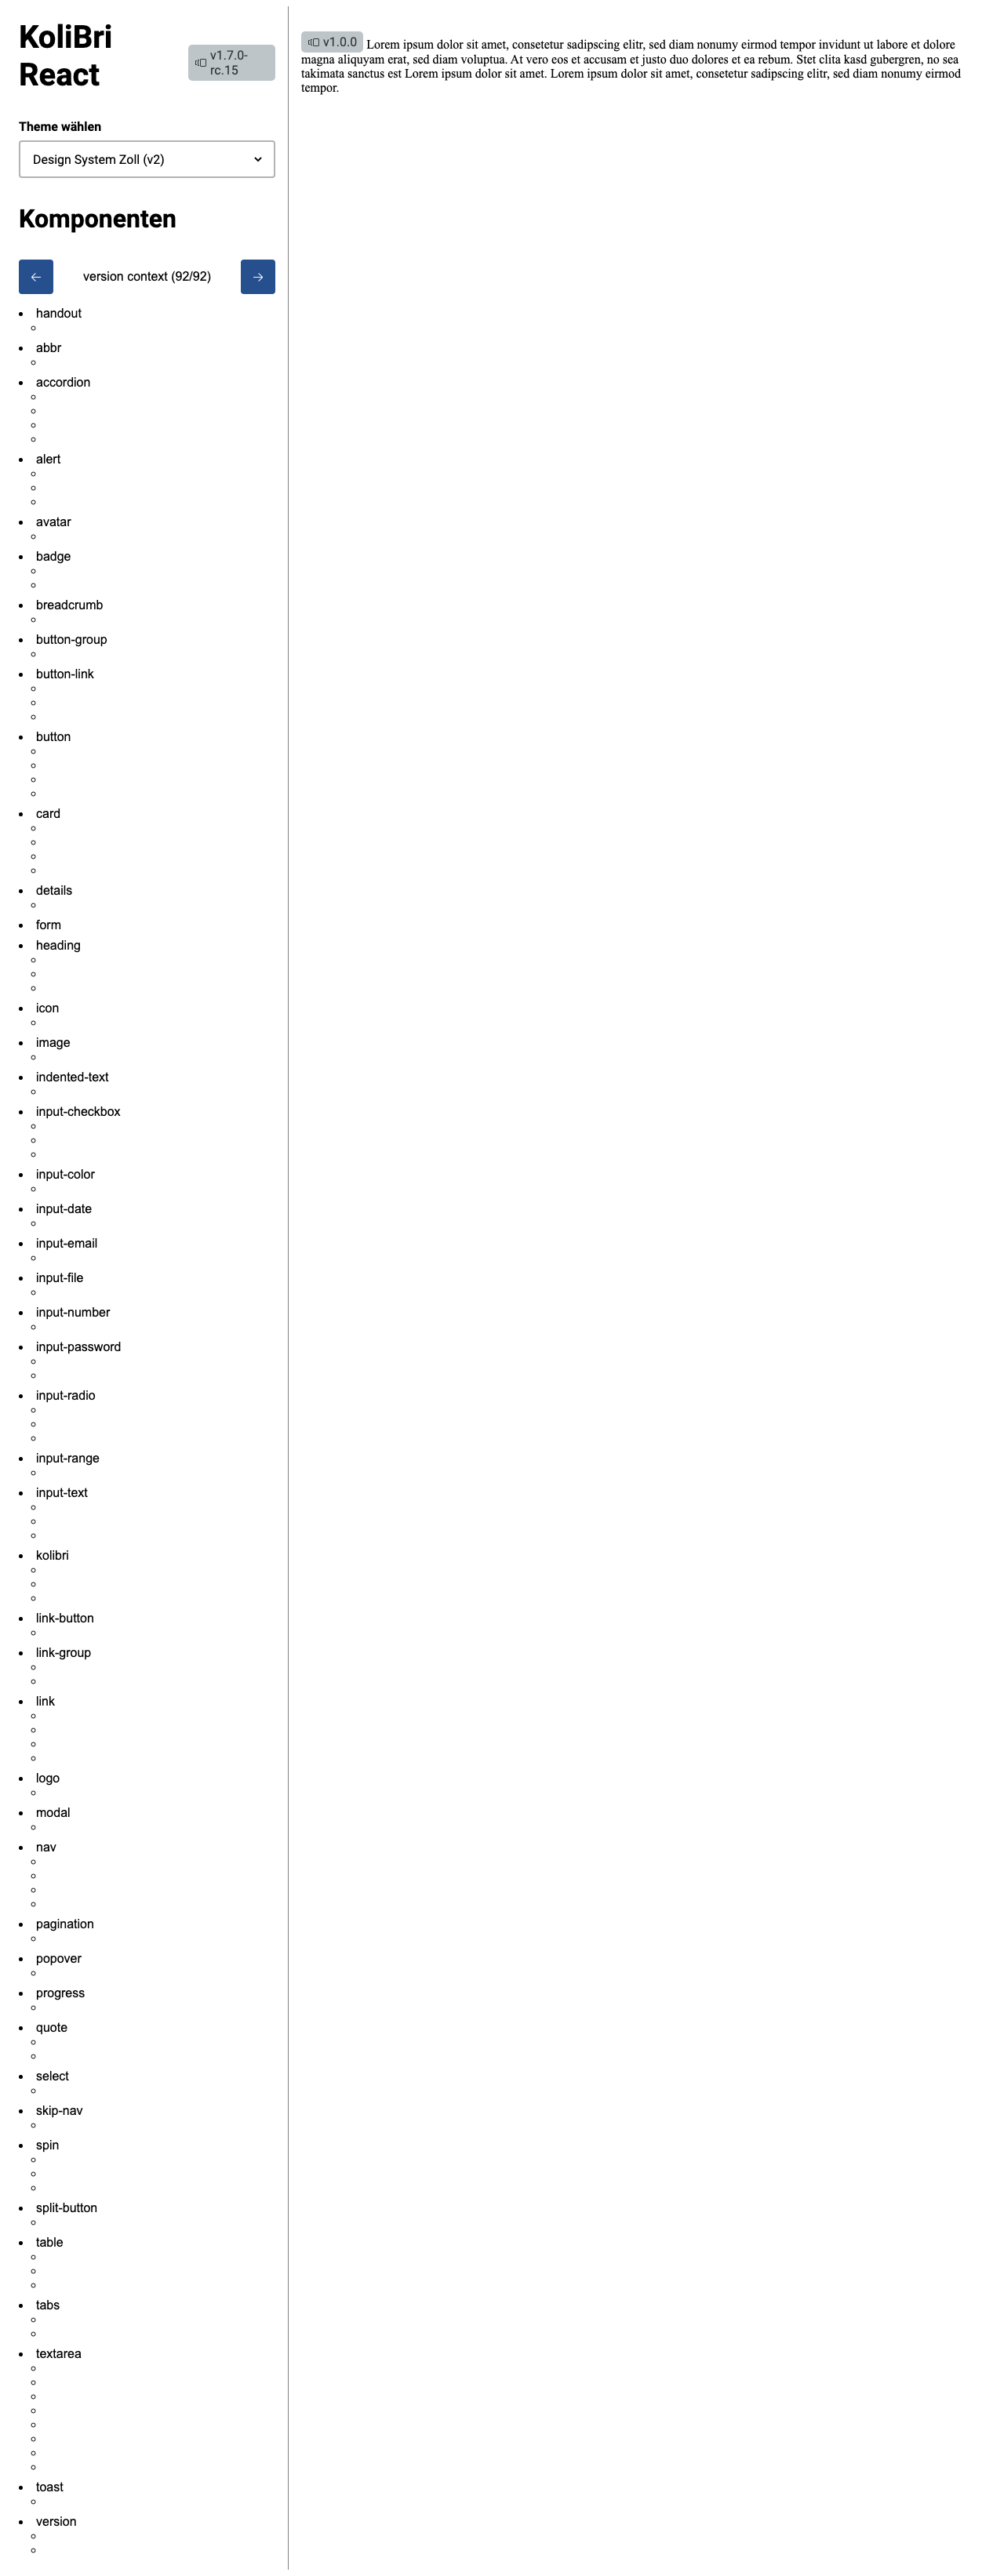 KoliBri
React
v1.7.0-
rc.15
Theme wählen
Design System Zoll (v2)
Komponenten
version context (92/92)
handout
abbr
accordion
alert
avatar
badge
breadcrumb
button-group
button-link
button
card
details
form
heading
icon
image
indented-text
input-checkbox
input-color
input-date
input-email
input-file
input-number
input-password
input-radio
input-range
input-text
kolibri
link-button
link-group
link
logo
modal
nav
pagination
popover
progress
quote
select
skip-nav
spin
split-button
table
tabs
textarea
toast
version
v1.0.0 Lorem ipsum dolor sit amet, consetetur sadipscing elitr, sed diam nonumy eirmod tempor invidunt ut labore et dolore
magna aliquyam erat, sed diam voluptua. At vero eos et accusam et justo duo dolores et ea rebum. Stet clita kasd gubergren, no sea
takimata sanctus est Lorem ipsum dolor sit amet. Lorem ipsum dolor sit amet, consetetur sadipscing elitr, sed diam nonumy eirmod
tempor.